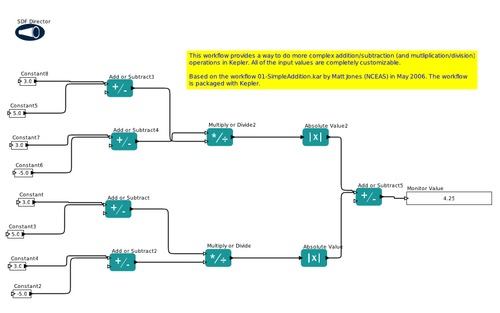 SDF Director
This workflow provides a way to do more complex addition/subtraction (and mutliplication/division)
operations in Kepler. All of the input values are completely customizable.
Based on the workflow 01-SimpleAddition.kar by Matt Jones (NCEAS) in May 2006. The workflow
is packaged with Kepler.
Constant8
3.0
Add or Subtract3
+/-
Constant5
5.0
Constant7
3.0
Add or Subtract4
+/-
Constant6
-5.0
Multiply or Divide2
*/÷
Absolute Value2
|x|
Constant
3.0
Add or Subtract
+/-
Constant3
5.0
Constant4
3.0
Add or Subtract2
+/-
Constant2
-5.0
Multiply or Divide
*/÷
Absolute Value
|x|
Add or Subtract5
+/-
Monitor Value
4.25